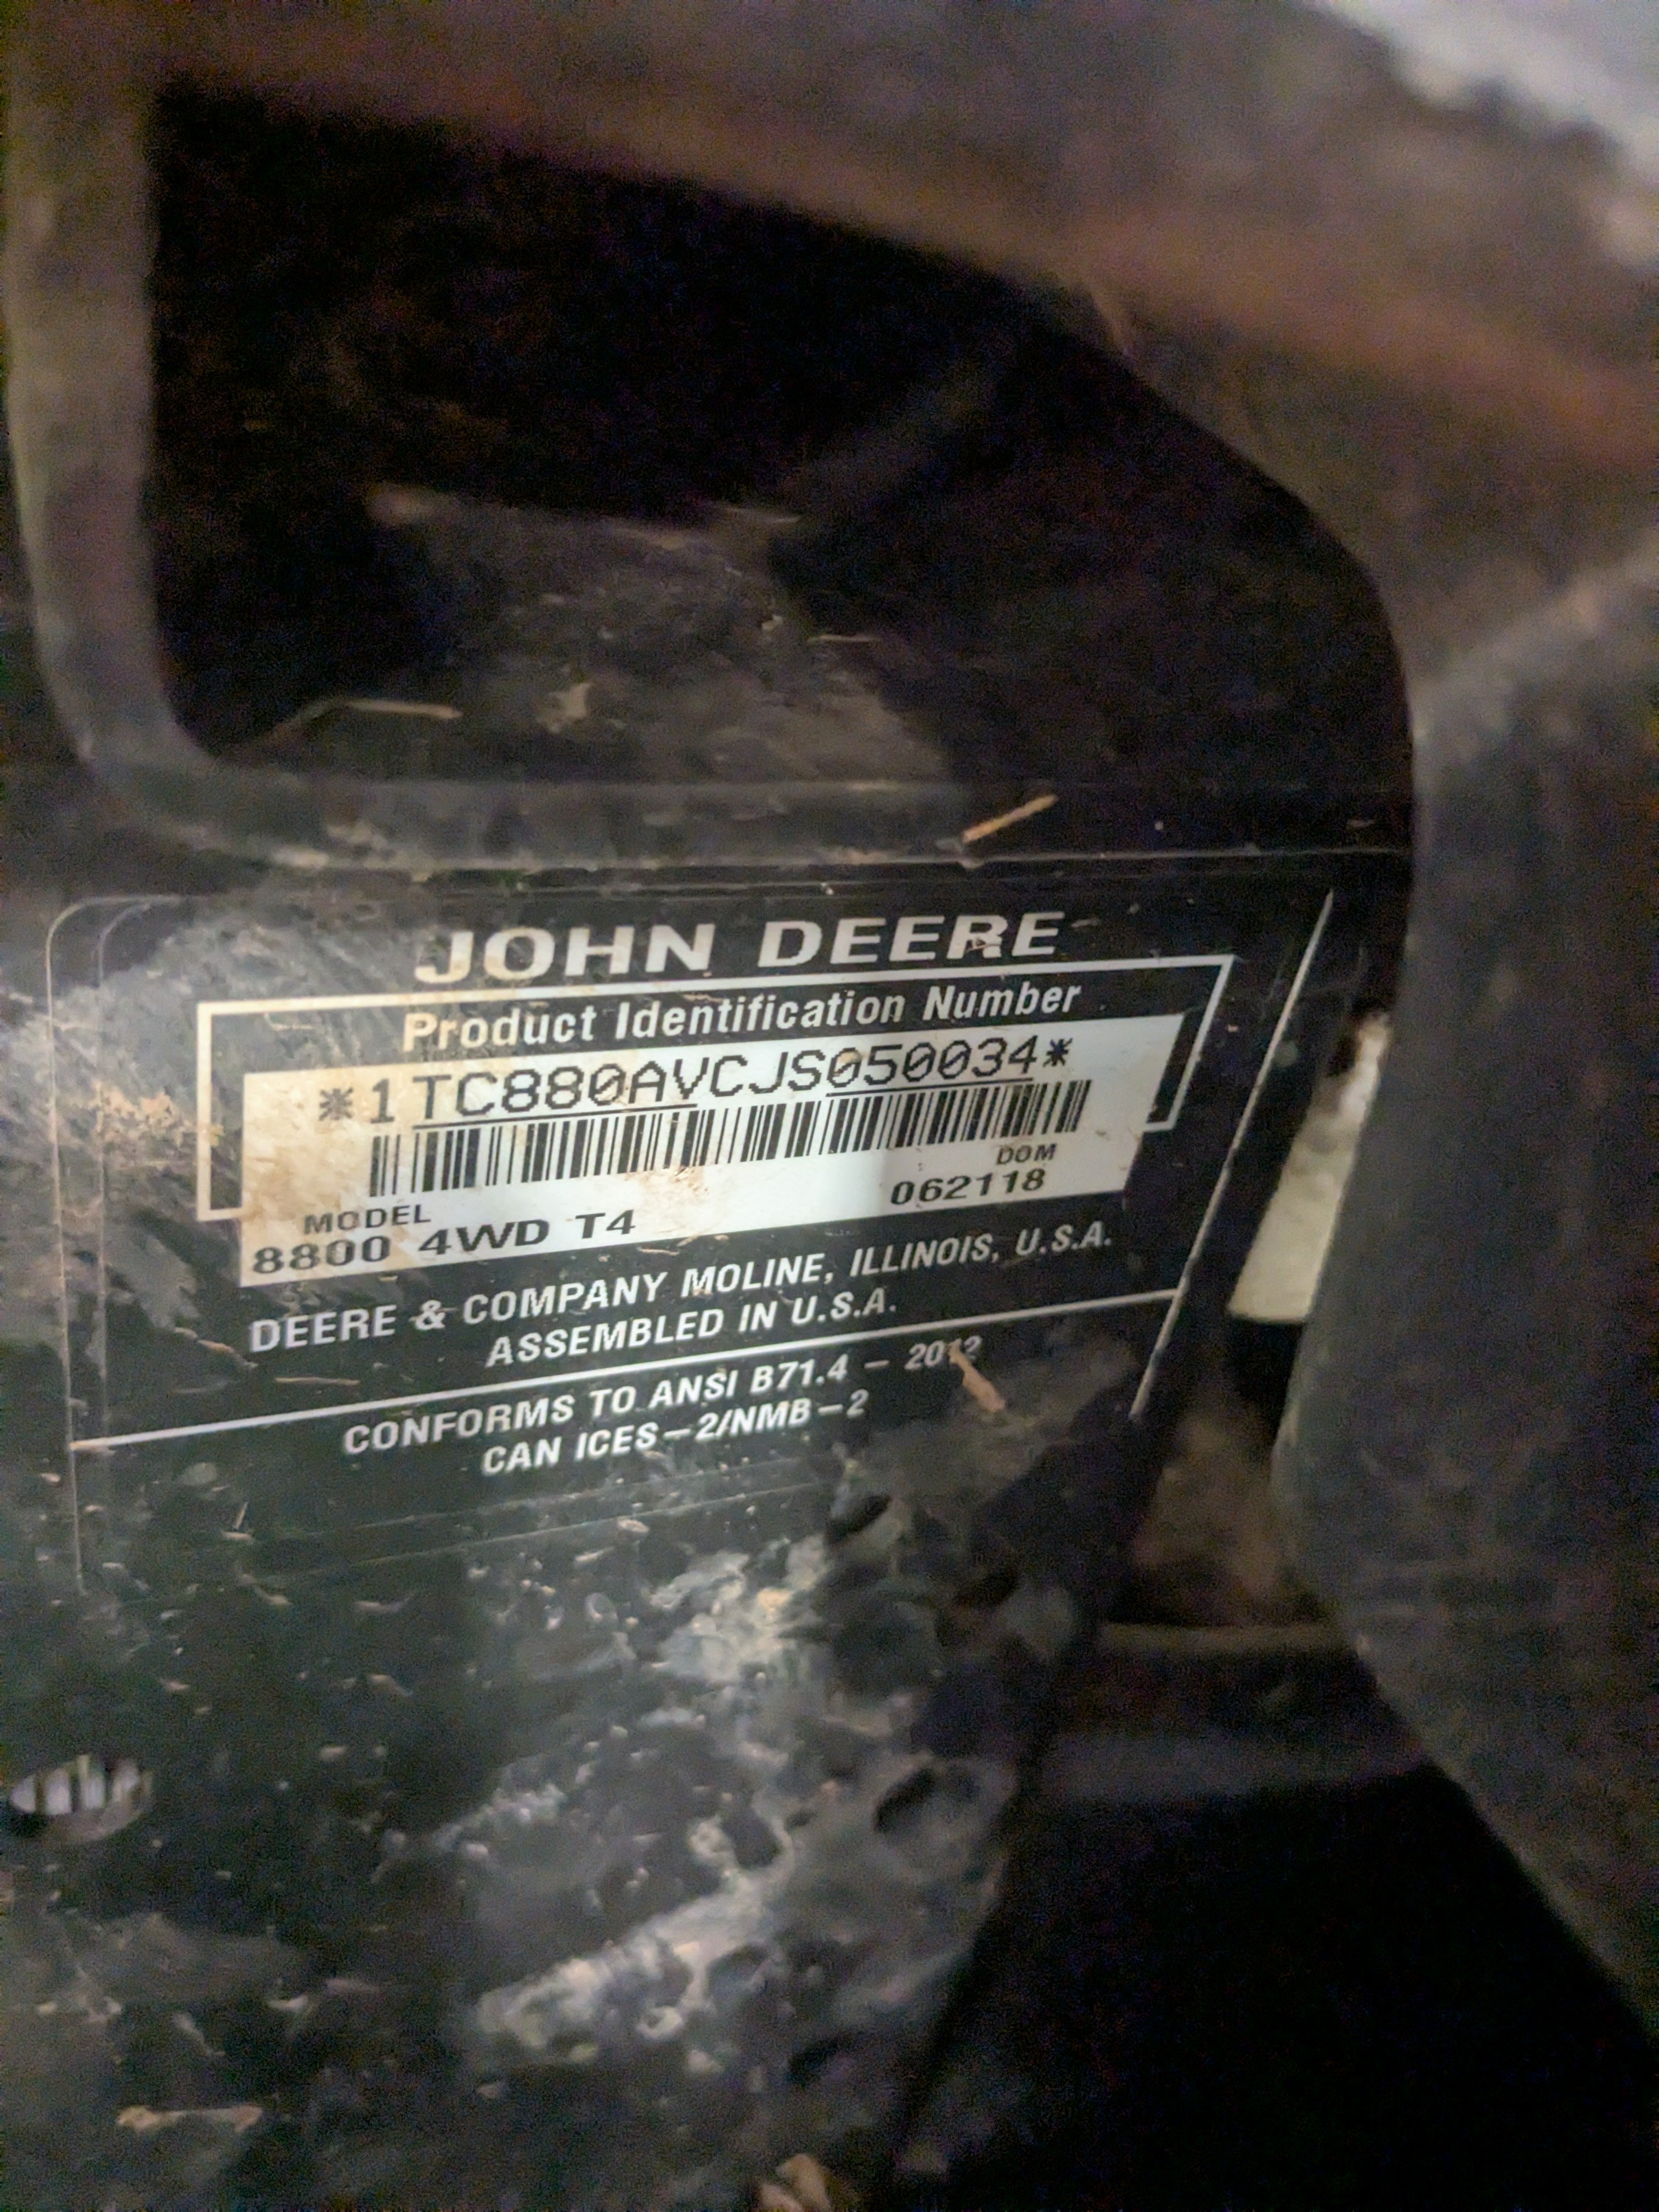 JOHN DEERE
Product Identification Number
*1TC880AVCJS050034*
DOM
062118
MODEL
8800 4WD T4
DEERE & COMPANY MOLINE, ILLINOIS, U.S.A.
ASSEMBLED IN U.S.A.
CONFORMS TO ANSI B71.4 – 2012
CAN ICES–2/NMB–2